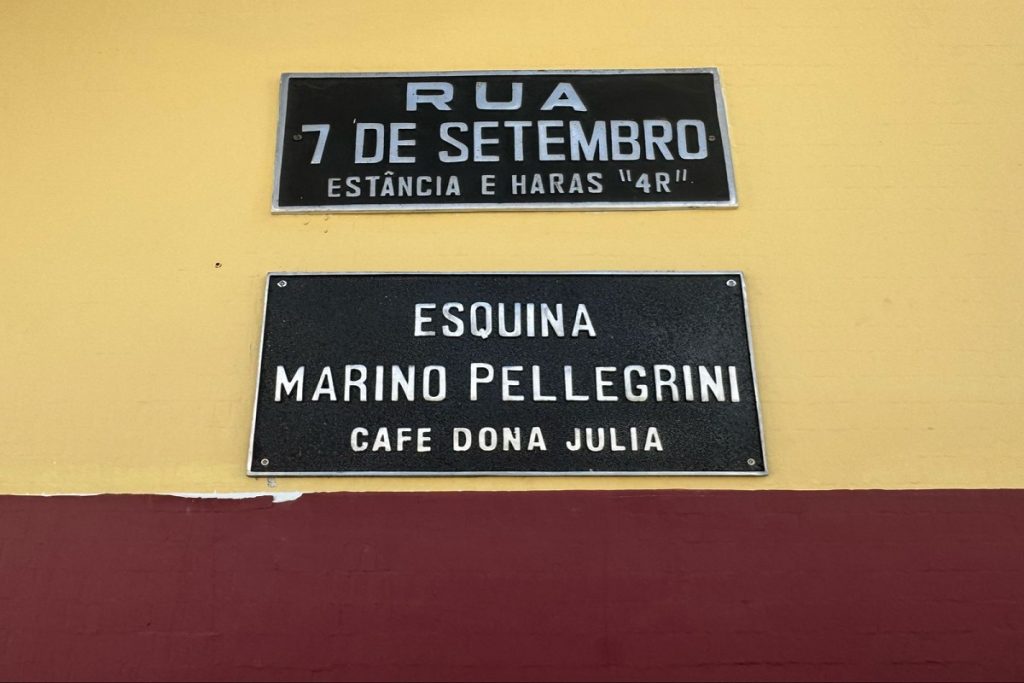 RUA
7 DE SETEMBRO
ESTÂNCIA E HARAS "4R"
ESQUINA
MARINO PELLEGRINI
CAFE DONA JULIA